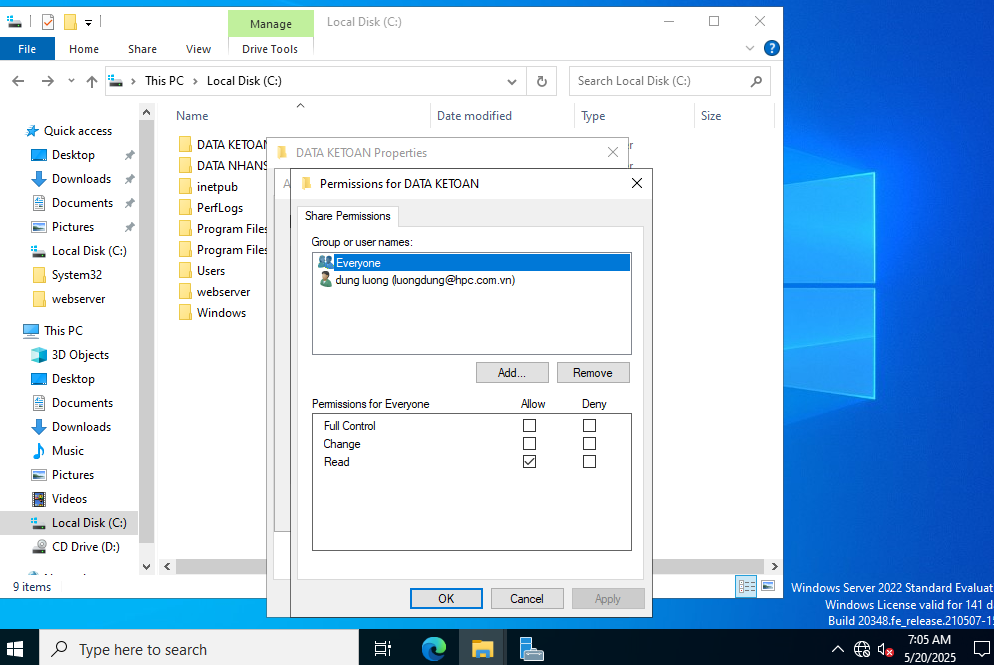 Manage
Local Disk (C:)
File
Home
Share
View
Drive Tools
This PC
Local Disk (C:)
Search Local Disk (C:)
Name
Date modified
Type
Size
Quick access
Desktop
Downloads
Documents
Pictures
Local Disk (C:)
System32
webserver
This PC
3D Objects
Desktop
Documents
Downloads
Music
Pictures
Videos
Local Disk (C:)
CD Drive (D:)
DATA KETOAN
DATA NHANS
inetpub
PerfLogs
Program Files
Program Files
Users
webserver
Windows
DATA KETOAN Properties
Permissions for DATA KETOAN
Share Permissions
Group or user names:
Everyone
dung luong (luongdung@hpc.com.vn)
Add...
Remove
Permissions for Everyone
Allow
Deny
Full Control
Change
Read
OK
Cancel
Apply
9 items
Windows Server 2022 Standard Evaluat
Windows License valid for 141 d
Build 20348.fe_release.210507-15
Type here to search
7:05 AM
5/20/2025